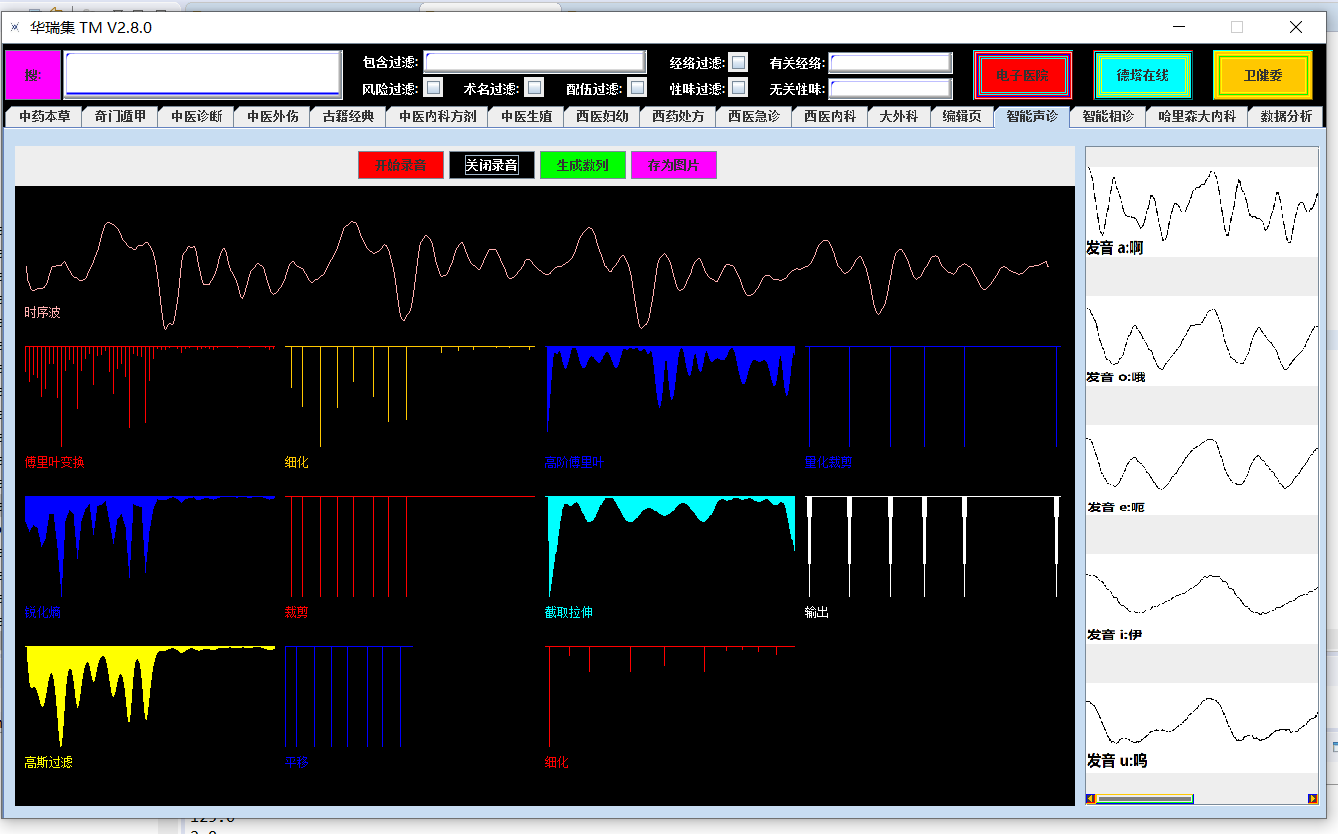 华瑞集 TM V2.8.0
搜:
包含过滤:
经络过滤:
有关经络:
电子医院
德塔在线
卫健委
风险过滤:
术名过滤:
配伍过滤:
性味过滤:
无关性味:
中药本草 奇门遁甲 中医诊断 中医外伤 古籍经典 中医内科方剂 中医生殖 西医妇幼 西药处方 西医急诊 西医内科 大外科 编辑页 智能声诊 智能相诊 哈里森大内科 数据分析
开始录音 关闭录音 生成数列 存为图片
时序波
傅里叶变换 细化 高阶傅里叶 量化裁剪
锐化波 裁剪 截取拉伸 输出
高斯过滤 平移 细化
发音 a:啊
发音 o:哦
发音 e:呃
发音 i:伊
发音 u:呜
129.0